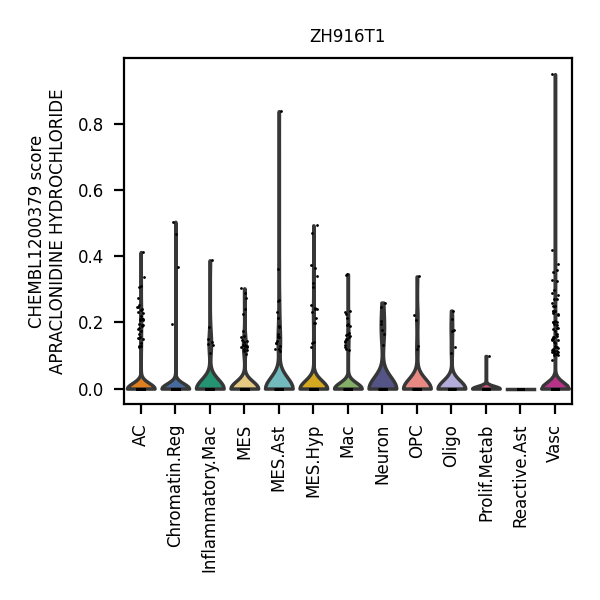 ZH916T1
CHEMBL1200379 score
APRACLONIDINE HYDROCHLORIDE
0.8
0.6
0.4
0.2
0.0
AC
Chromatin.Reg
Inflammatory.Mac
MES
MES.Ast
MES.Hyp
Mac
Neuron
OPC
Oligo
Prolif.Metab
Reactive.Ast
Vasc